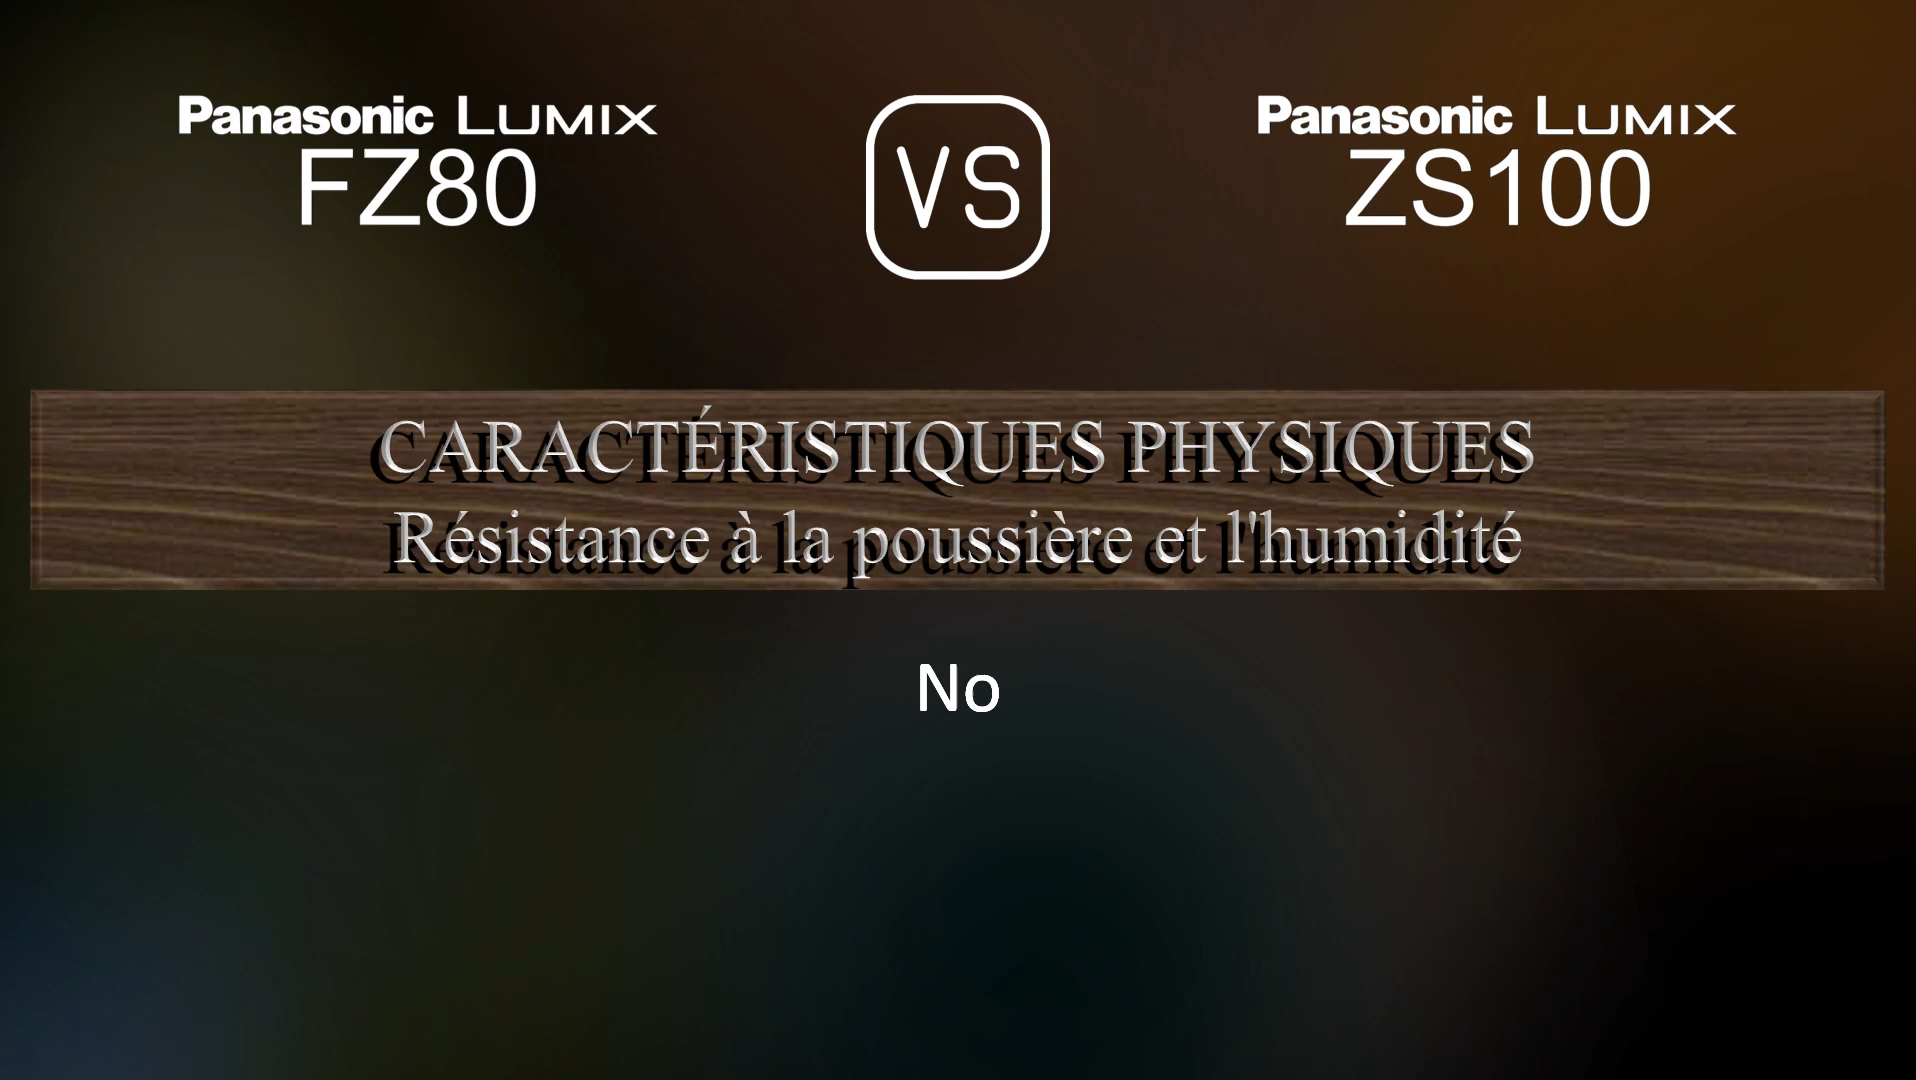 Panasonic LUMIX
FZ80
VS
Panasonic LUMIX
ZS100
CARACTÉRISTIQUES PHYSIQUES
Résistance à la poussière et l'humidité
No